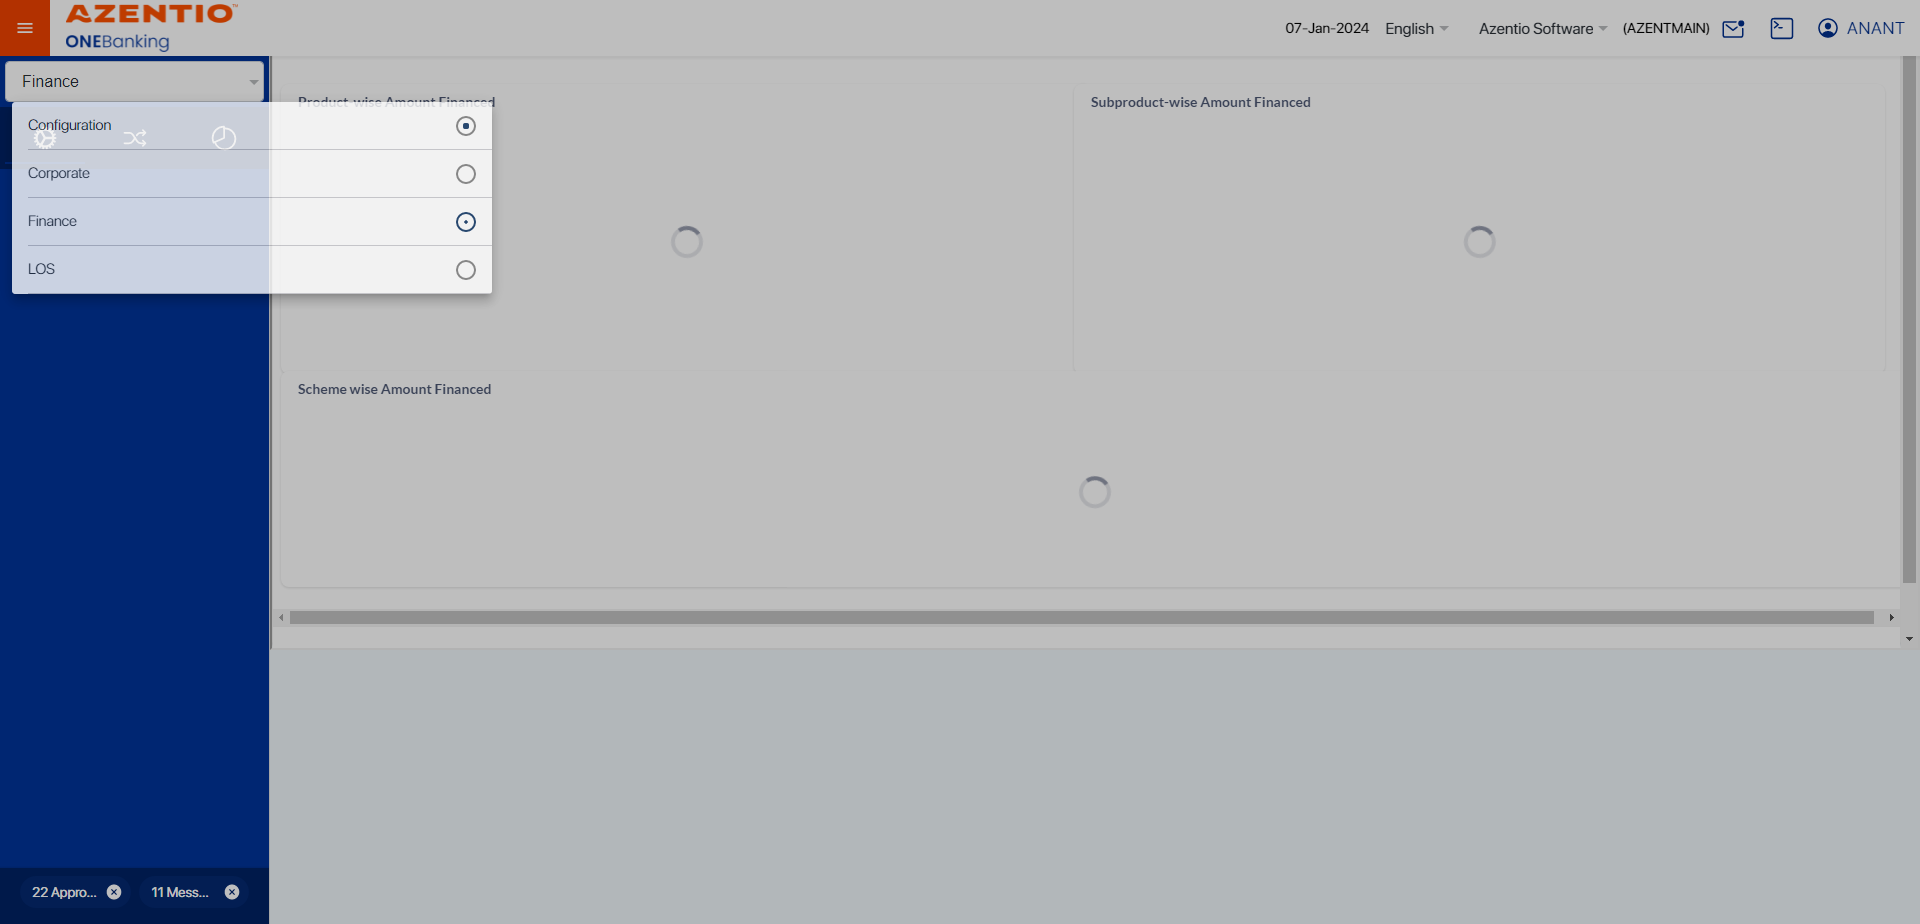 AZENTIO™
ONEBanking
07-Jan-2024 English Azentio Software (AZENTMAIN) ANANT
Finance
Product-wise Amount Financed
Subproduct-wise Amount Financed
Configuration
Corporate
Finance
LOS
Scheme wise Amount Financed
22 Appro... 11 Mess...